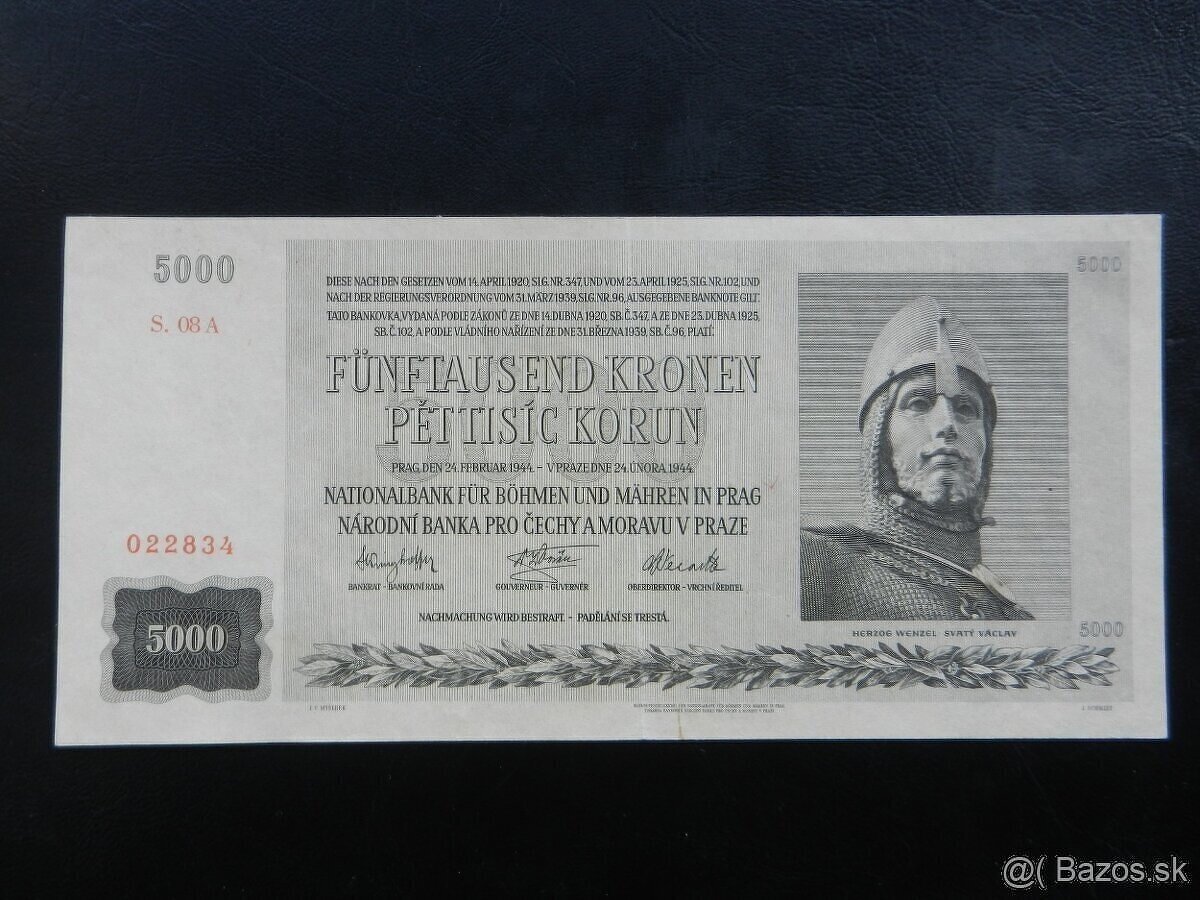 5000
S. 08 A
022834
5000
DIESE NACH DEN GESETZEN VOM 14. APRIL 1920, SLG. NR. 347, UND VOM 23. APRIL 1925, SLG. NR. 102, UND
NACH DER REGIERUNGSVERORDNUNG VOM 31. MÄRZ 1939, SLG. NR. 96, AUSGEGEBENE BANKNOTE GILT.
TATO BANKOVKA, VYDANÁ PODLE ZÁKONŮ ZE DNE 14. DUBNA 1920, SB. Č. 347, A ZE DNE 23. DUBNA 1925,
SB. Č. 102, A PODLE VLÁDNÍHO NAŘÍZENÍ ZE DNE 31. BŘEZNA 1939, SB. Č. 96, PLATÍ.
FÜNFTAUSEND KRONEN
PĚTTISÍC KORUN
PRAG, DEN 24. FEBRUAR 1944. – V PRAZE DNE 24. ÚNORA 1944.
NATIONALBANK FÜR BÖHMEN UND MÄHREN IN PRAG
NÁRODNÍ BANKA PRO ČECHY A MORAVU V PRAZE
BANKRAT - BANKOVNÍ RADA
GOUVERNEUR - GUVERNÉR
OBERDIREKTOR - VRCHNÍ ŘEDITEL
NACHMACHUNG WIRD BESTRAFT. - PADĚLÁNÍ SE TRESTÁ.
5000
HERZOG WENZEL SVATÝ VÁCLAV
5000
@( Bazos.sk